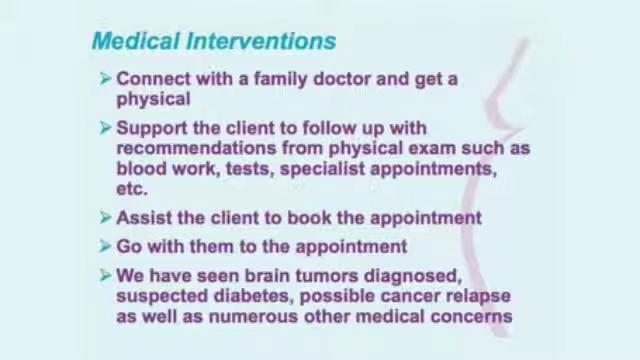 Medical Interventions
➢ Connect with a family doctor and get a
physical
➢ Support the client to follow up with
recommendations from physical exam such as
blood work, tests, specialist appointments,
etc.
➢ Assist the client to book the appointment
➢ Go with them to the appointment
➢ We have seen brain tumors diagnosed,
suspected diabetes, possible cancer relapse
as well as numerous other medical concerns